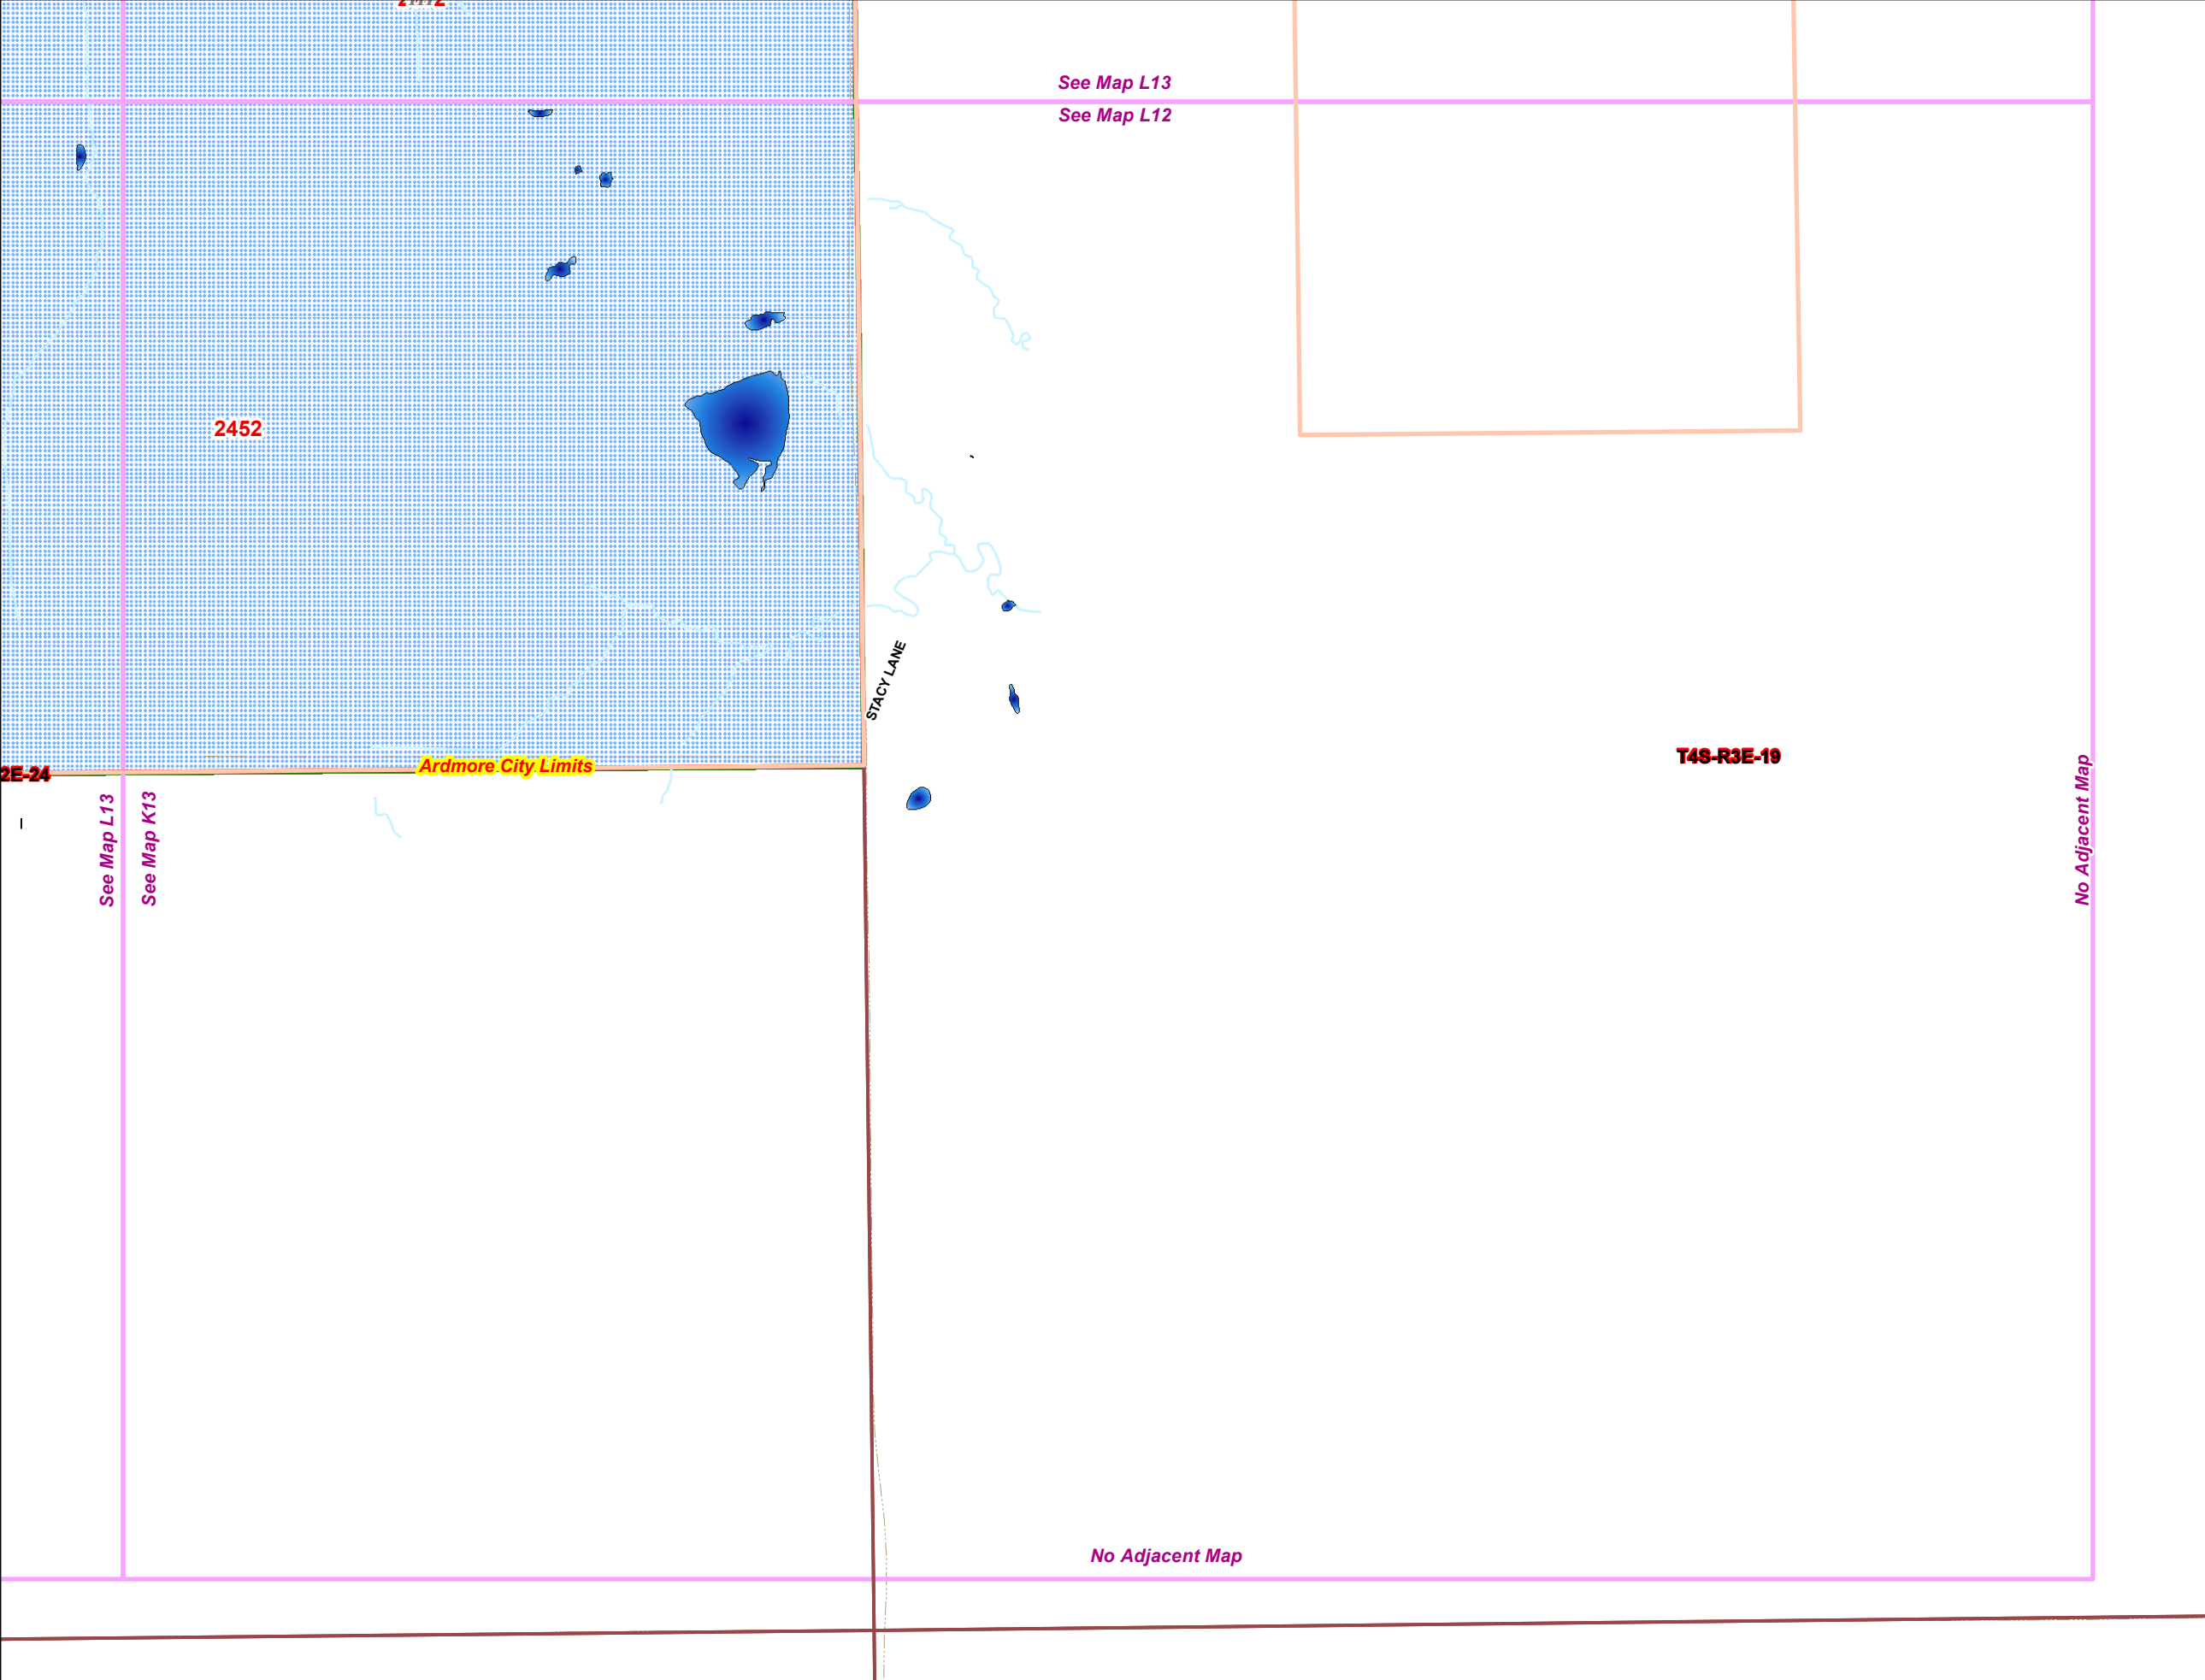 See Map L13
See Map L12
2452
STACY LANE
Ardmore City Limits
2E-24
T4S-R3E-19
See Map L13
See Map K13
No Adjacent Map
No Adjacent Map